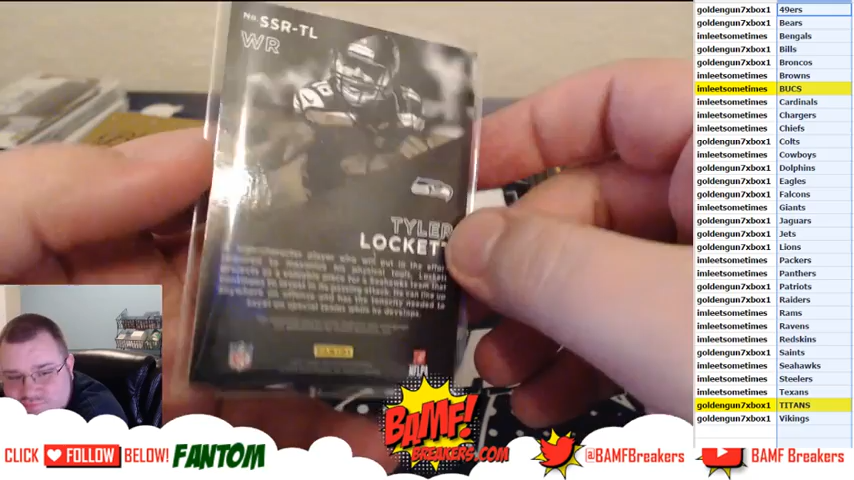 No. SSR-TL
WR
TYLER
LOCKETT
PANINI
NFL
NFLPA
goldengun7xbox1 49ers
goldengun7xbox1 Bears
imleetsometimes Bengals
goldengun7xbox1 Bills
goldengun7xbox1 Broncos
imleetsometimes Browns
imleetsometimes BUCS
imleetsometimes Cardinals
imleetsometimes Chargers
imleetsometimes Chiefs
goldengun7xbox1 Colts
imleetsometimes Cowboys
goldengun7xbox1 Dolphins
goldengun7xbox1 Eagles
goldengun7xbox1 Falcons
imleetsometimes Giants
goldengun7xbox1 Jaguars
goldengun7xbox1 Jets
goldengun7xbox1 Lions
imleetsometimes Packers
imleetsometimes Panthers
goldengun7xbox1 Patriots
goldengun7xbox1 Raiders
imleetsometimes Rams
imleetsometimes Ravens
imleetsometimes Redskins
goldengun7xbox1 Saints
imleetsometimes Seahawks
imleetsometimes Steelers
imleetsometimes Texans
goldengun7xbox1 TITANS
goldengun7xbox1 Vikings
CLICK FOLLOW BELOW! FANTOM
BAMF!
BREAKERS.COM
@BAMFBreakers
BAMF Breakers